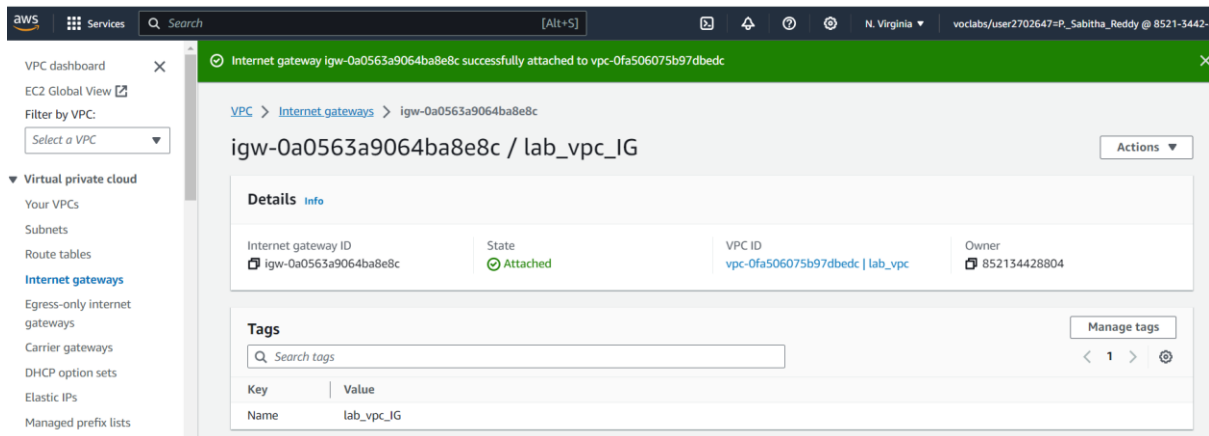 aws Services Search [Alt+S] N. Virginia voclabs/user2702647=P._Sabitha_Reddy @ 8521-3442-
VPC dashboard
EC2 Global View
Filter by VPC:
Select a VPC
Virtual private cloud
Your VPCs
Subnets
Route tables
Internet gateways
Egress-only internet
gateways
Carrier gateways
DHCP option sets
Elastic IPs
Managed prefix lists
Internet gateway igw-0a0563a9064ba8e8c successfully attached to vpc-0fa506075b97dbedc
VPC > Internet gateways > igw-0a0563a9064ba8e8c
igw-0a0563a9064ba8e8c / lab_vpc_IG Actions
Details Info
Internet gateway ID State VPC ID Owner
igw-0a0563a9064ba8e8c Attached vpc-0fa506075b97dbedc | lab_vpc 852134428804
Tags Manage tags
Search tags < 1 >
Key Value
Name lab_vpc_IG